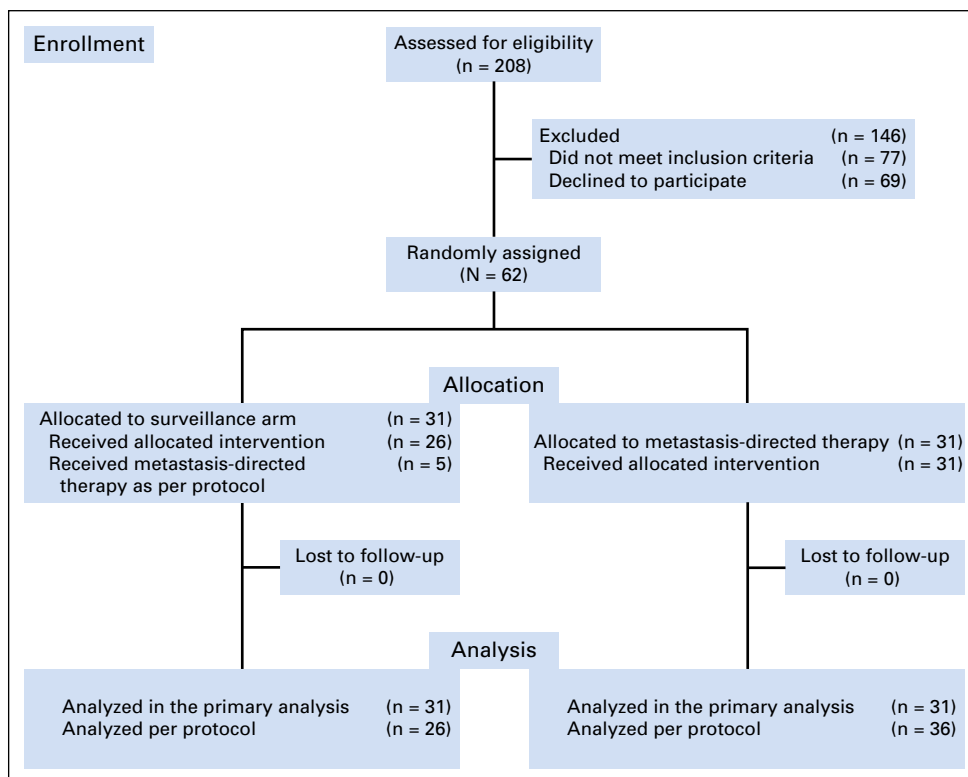 Enrollment
Assessed for eligibility
(n = 208)
Excluded (n = 146)
Did not meet inclusion criteria (n = 77)
Declined to participate (n = 69)
Randomly assigned
(N = 62)
Allocation
Allocated to surveillance arm (n = 31)
Received allocated intervention (n = 26)
Received metastasis-directed (n = 5)
therapy as per protocol
Allocated to metastasis-directed therapy (n = 31)
Received allocated intervention (n = 31)
Lost to follow-up
(n = 0)
Lost to follow-up
(n = 0)
Analysis
Analyzed in the primary analysis (n = 31)
Analyzed per protocol (n = 26)
Analyzed in the primary analysis (n = 31)
Analyzed per protocol (n = 36)